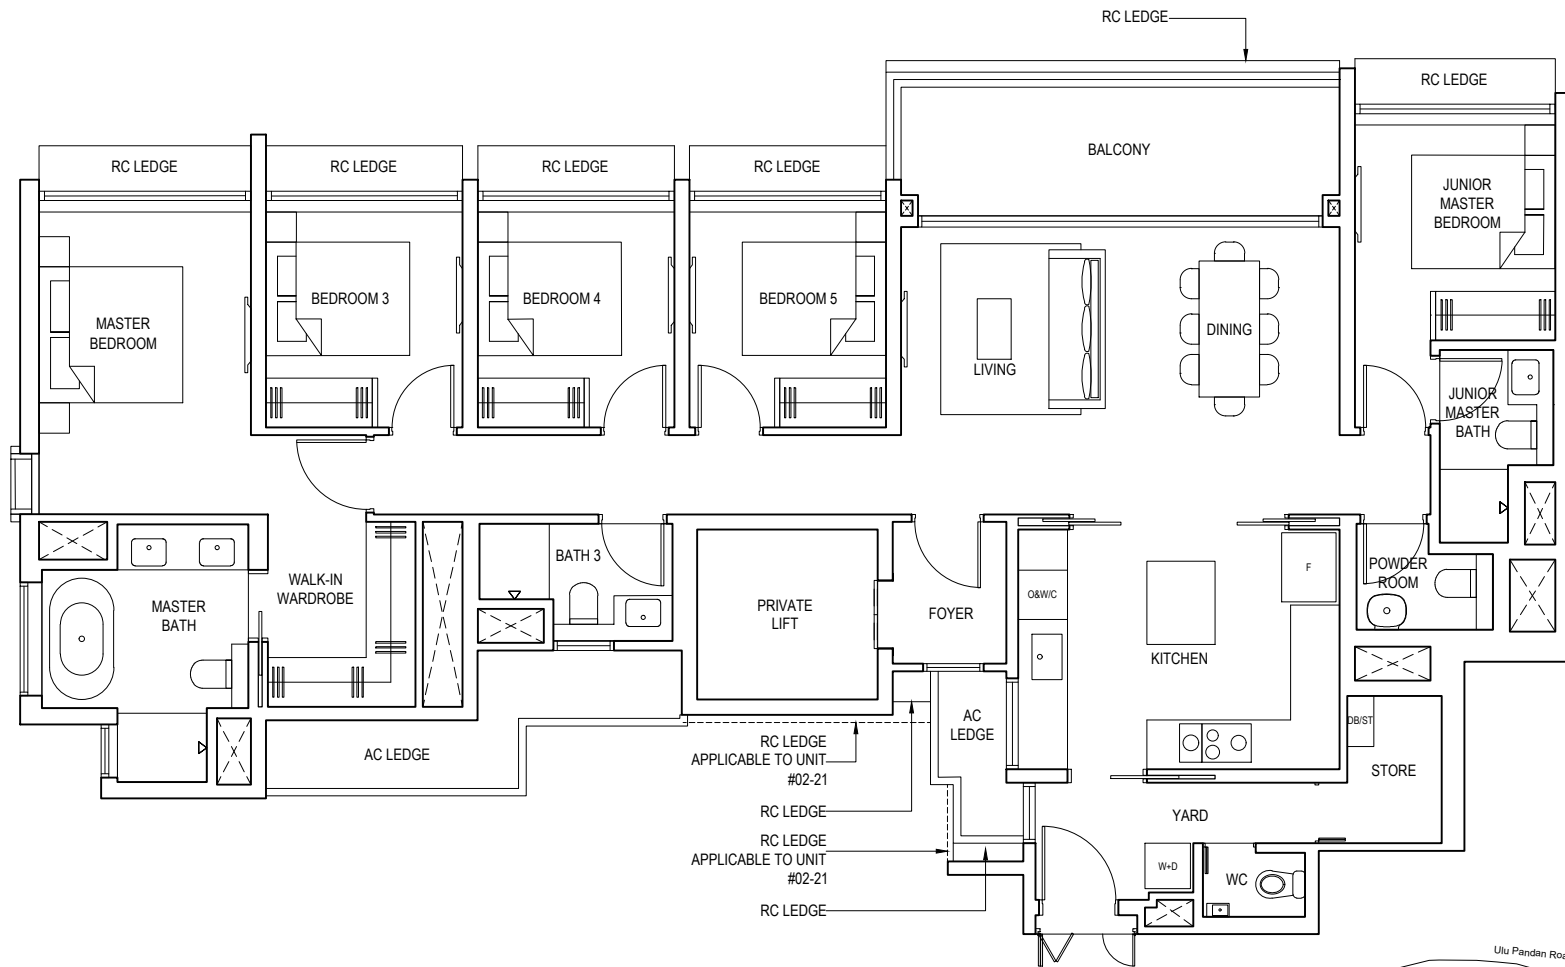 RC LEDGE
RC LEDGE
BALCONY
RC LEDGE
RC LEDGE
RC LEDGE
RC LEDGE
JUNIOR
MASTER
BEDROOM
MASTER
BEDROOM
BEDROOM 3
BEDROOM 4
BEDROOM 5
LIVING
DINING
JUNIOR
MASTER
BATH
BATH 3
WALK-IN
WARDROBE
MASTER
BATH
PRIVATE
LIFT
FOYER
O&W/C
F
POWDER
ROOM
KITCHEN
AC
LEDGE
DB/ST
STORE
AC LEDGE
RC LEDGE
APPLICABLE TO UNIT
#02-21
RC LEDGE
RC LEDGE
APPLICABLE TO UNIT
#02-21
RC LEDGE
YARD
W+D
WC
Ulu Pandan